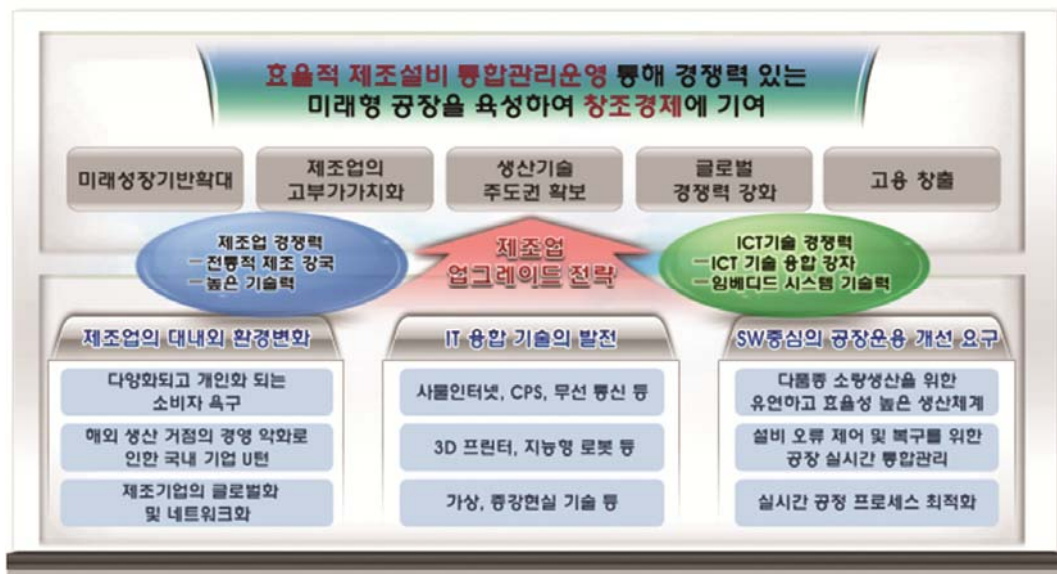 효율적 제조설비 통합관리운영 통해 경쟁력 있는
미래형 공장을 육성하여 창조경제에 기여
미래성장기반확대
제조업의
고부가가치화
생산기술
주도권 확보
글로벌
경쟁력 강화
고용 창출
제조업 경쟁력
－전통적 제조 강국
－높은 기술력
제조업
업그레이드 전략
ICT기술 경쟁력
－ICT 기술 융합 강자
－임베디드 시스템 기술력
제조업의 대내외 환경변화
다양화되고 개인화 되는
소비자 욕구
해외 생산 거점의 경영 악화로
인한 국내 기업 U턴
제조기업의 글로벌화
및 네트워크화
IT 융합 기술의 발전
사물인터넷, CPS, 무선 통신 등
3D 프린터, 지능형 로봇 등
가상, 증강현실 기술 등
SW중심의 공장운용 개선 요구
다품종 소량생산을 위한
유연하고 효율성 높은 생산체계
설비 오류 제어 및 복구를 위한
공장 실시간 통합관리
실시간 공정 프로세스 최적화